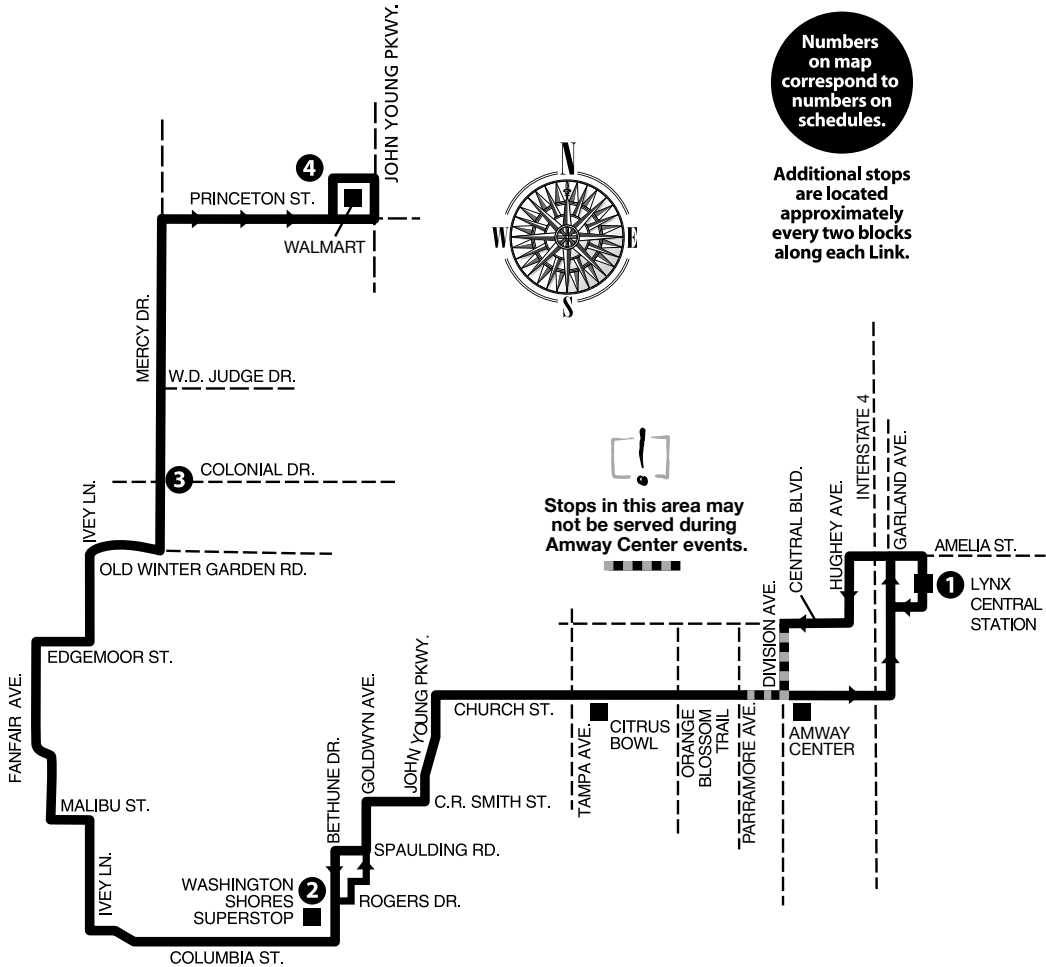 JOHN YOUNG PKWY.
Numbers
on map
correspond to
numbers on
schedules.
Additional stops
are located
approximately
every two blocks
along each Link.
4
PRINCETON ST.
WALMART
N
W
E
S
MERCY DR.
W.D. JUDGE DR.
3
COLONIAL DR.
IVEY LN.
OLD WINTER GARDEN RD.
!
Stops in this area may
not be served during
Amway Center events.
CENTRAL BLVD.
HUGHEY AVE.
INTERSTATE 4
GARLAND AVE.
AMELIA ST.
1
LYNX
CENTRAL
STATION
EDGEMOOR ST.
FANFAIR AVE.
MALIBU ST.
IVEY LN.
COLUMBIA ST.
WASHINGTON
SHORES
SUPERSTOP
2
BETHUNE DR.
GOLDWYN AVE.
JOHN YOUNG PKWY.
ROGERS DR.
SPAULDING RD.
C.R. SMITH ST.
CHURCH ST.
TAMPA AVE.
CITRUS
BOWL
ORANGE
BLOSSOM
TRAIL
PARRAMORE AVE.
DIVISION AVE.
AMWAY
CENTER